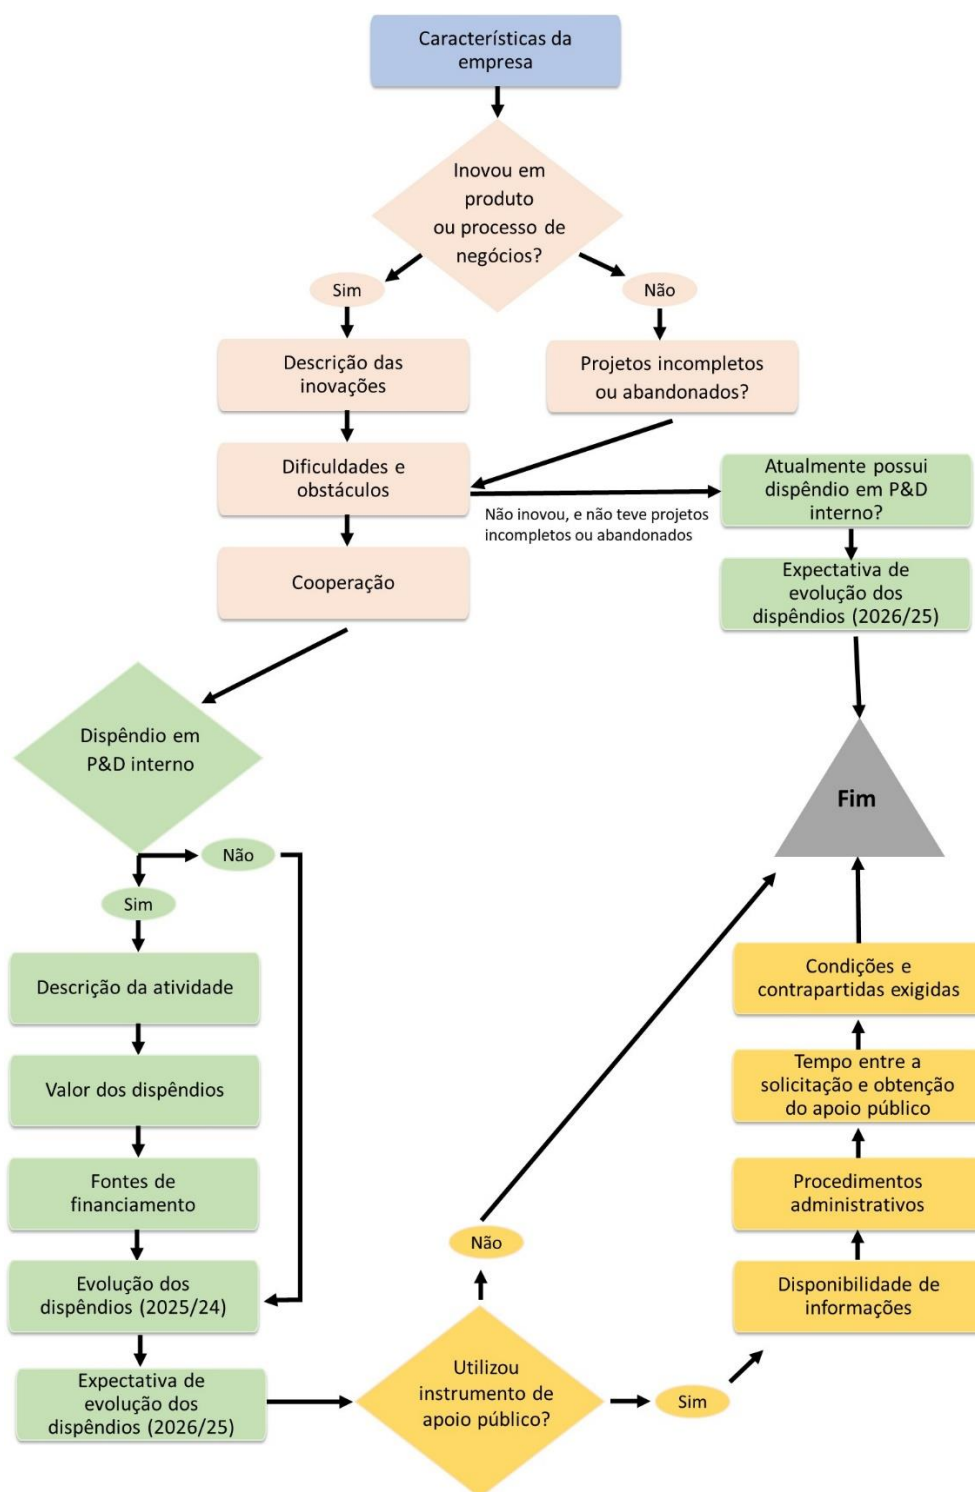 Características da
empresa
Inovou em
produto
ou processo de
negócios?
Sim
Não
Descrição das
inovações
Projetos incompletos
ou abandonados?
Dificuldades e
obstáculos
Não inovou, e não teve projetos
incompletos ou abandonados
Atualmente possui
dispêndio em P&D
interno?
Cooperação
Expectativa de
evolução dos
dispêndios (2026/25)
Dispêndio em
P&D interno
Fim
Não
Sim
Descrição da atividade
Valor dos dispêndios
Fontes de
financiamento
Evolução dos
dispêndios (2025/24)
Expectativa de
evolução dos
dispêndios (2026/25)
Utilizou
instrumento de
apoio público?
Não
Sim
Condições e
contrapartidas exigidas
Tempo entre a
solicitação e obtenção
do apoio público
Procedimentos
administrativos
Disponibilidade de
informações